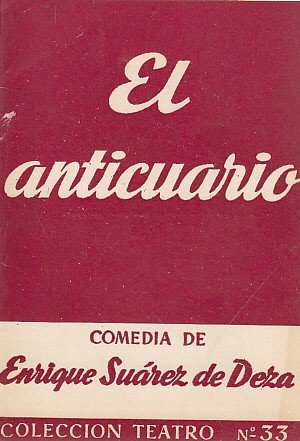 El
anticuario
COMEDIA DE
Enrique Suárez de Deza
COLECCION TEATRO Nº 33